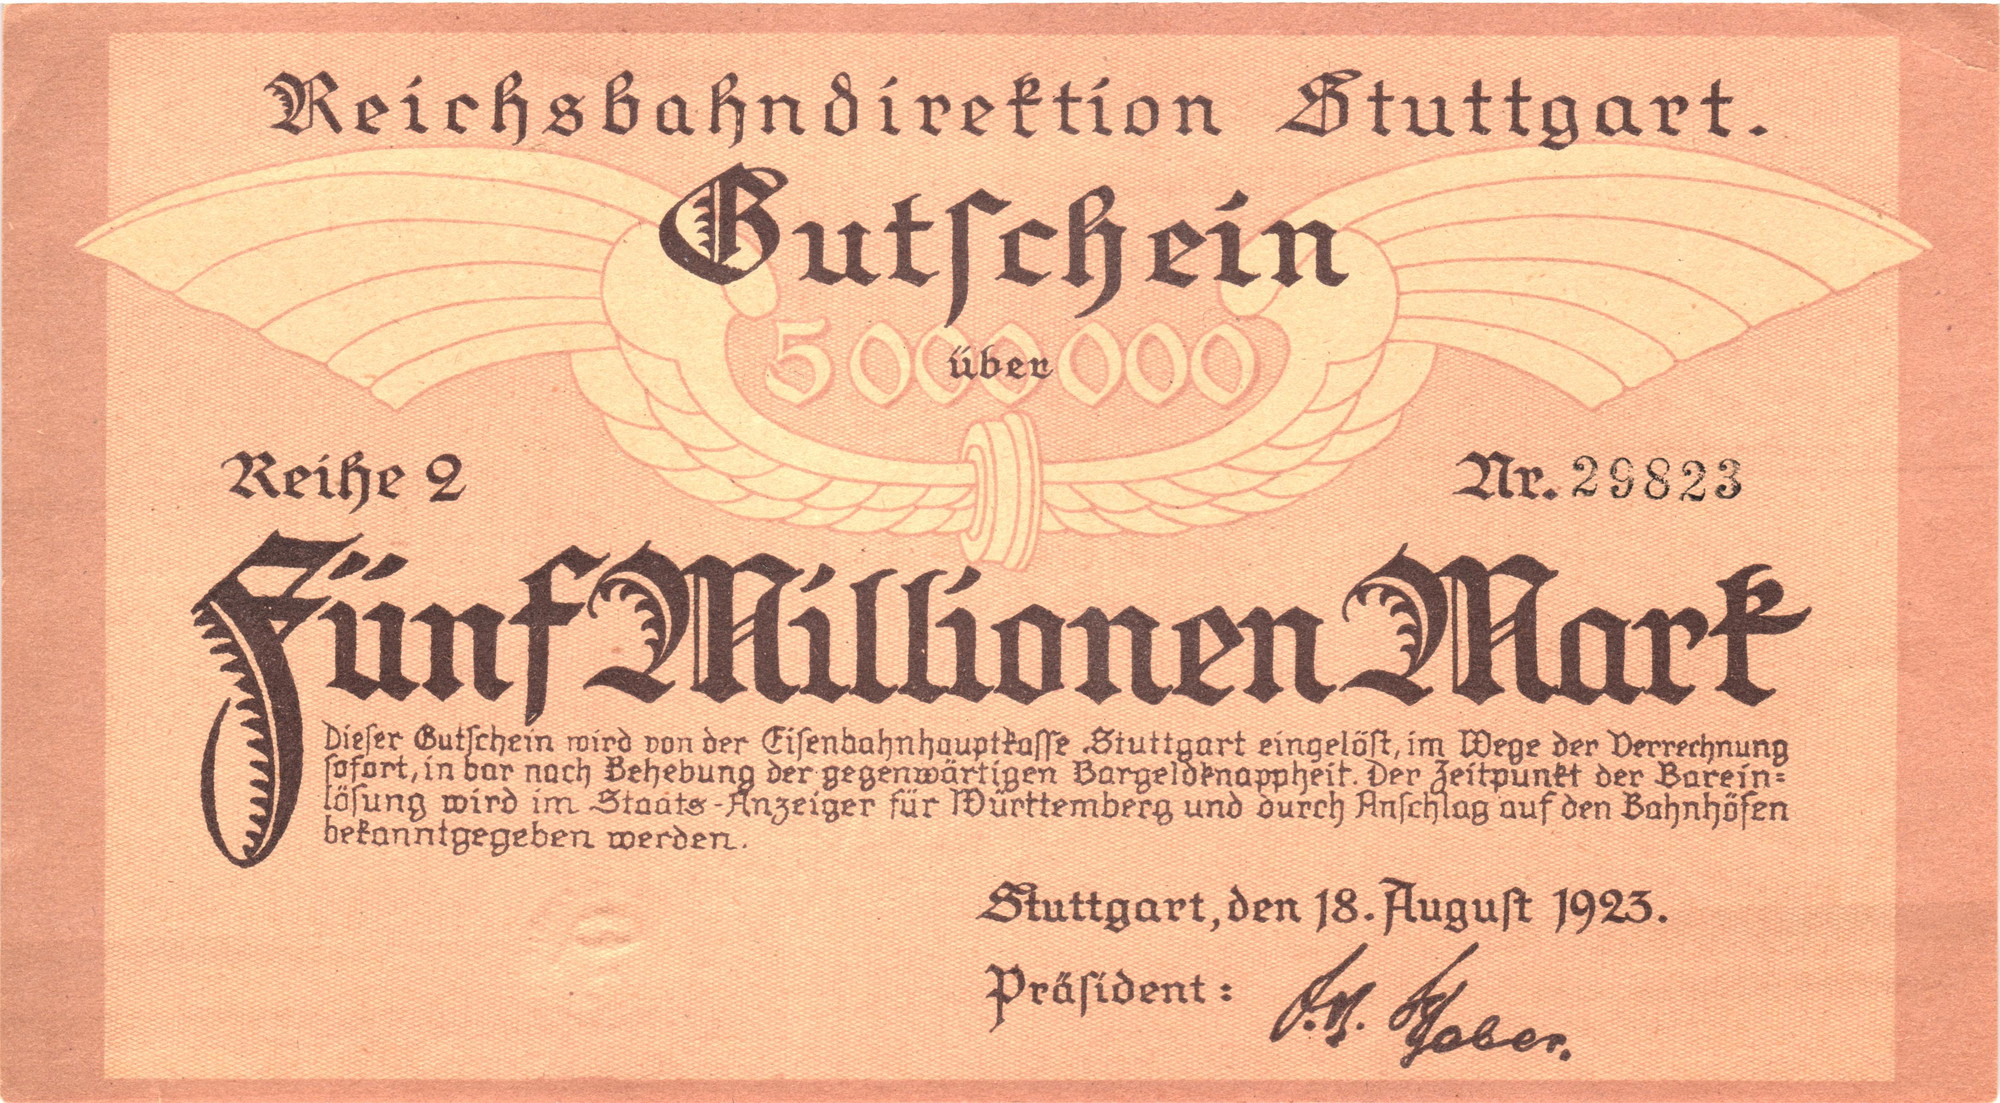 Reichsbahndirektion Stuttgart.
Gutschein
5000000
über
Reihe 2
Nr. 29823
Fünf Millionen Mark
Dieser Gutschein wird von der Eisenbahnhauptkasse Stuttgart eingelöst, im Wege der Verrechnung
sofort, in bar nach Behebung der gegenwärtigen Bargeldknappheit. Der Zeitpunkt der Barein=
lösung wird im Staats-Anzeiger für Württemberg und durch Anschlag auf den Bahnhöfen
bekanntgegeben werden.
Stuttgart, den 18. August 1923.
Präsident: